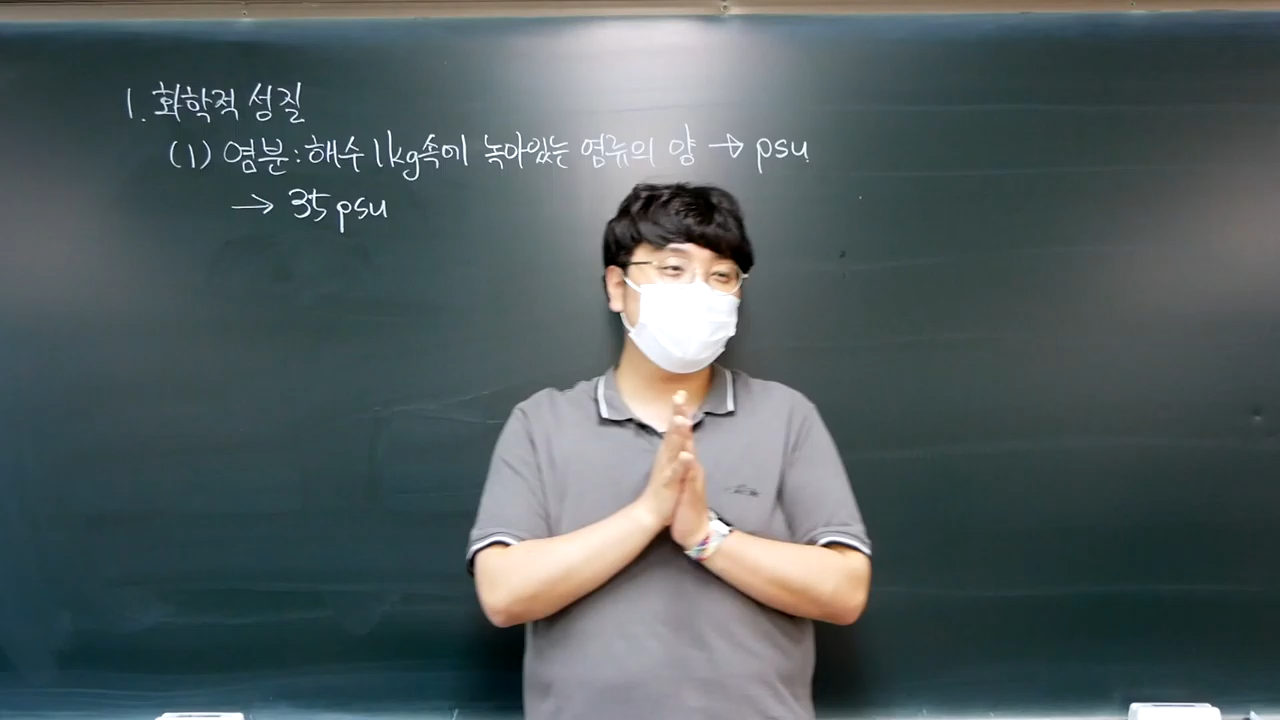 1. 화학적 성질
(1) 염분 : 해수 1kg속에 녹아있는 염류의 양 → psu
→ 35 psu